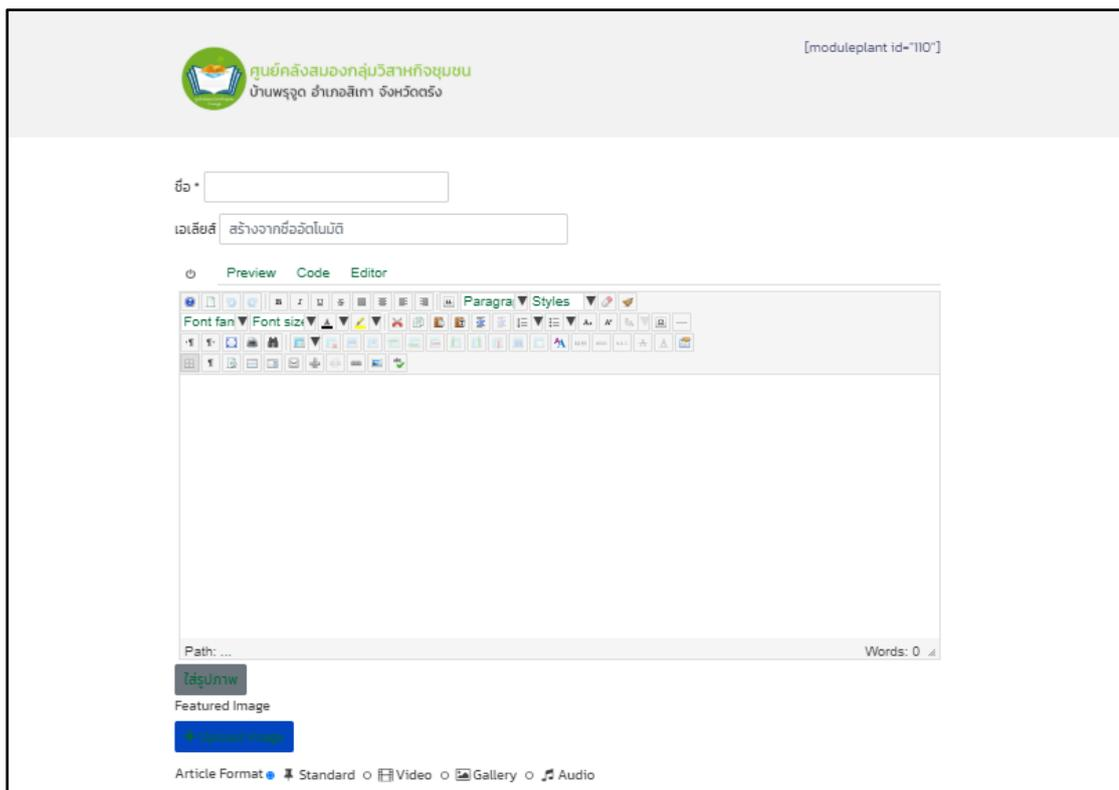 [moduleplant id="110"]
ศูนย์คลังสมองกลุ่มวิสาหกิจชุมชน
บ้านพรุจูด อำเภอสิเกา จังหวัดตรัง
ชื่อ *
เอเลียส์ สร้างจากชื่ออัตโนมัติ
Preview Code Editor
Paragra Styles
Font fan Font size
Path: ... Words: 0
ใส่รูปภาพ
Featured Image
+ Upload Image
Article Format Standard Video Gallery Audio